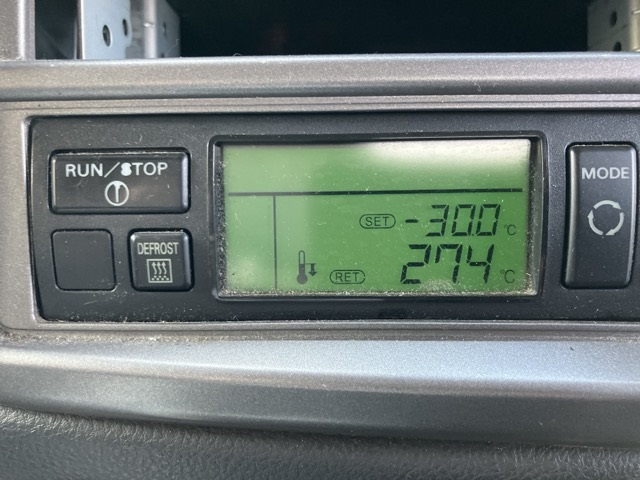 RUN/STOP
DEFROST
SET -30.0 °C
RET 27.4 °C
MODE